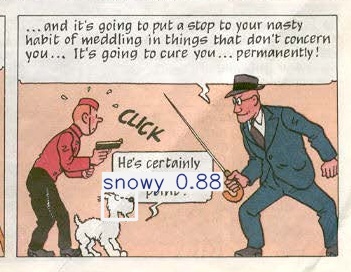 ...and it's going to put a stop to your nasty
habit of meddling in things that don't concern
you... It's going to cure you...permanently!
CLICK
He's certainly
snowy 0.88